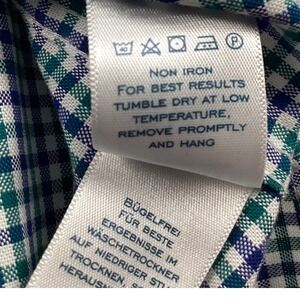 NON IRON
FOR BEST RESULTS
TUMBLE DRY AT LOW
TEMPERATURE,
REMOVE PROMPTLY
AND HANG
BÜGELFREI
FÜR BESTE
ERGEBNISSE IM
WÄSCHETROCKNER
AUF NIEDRIGER
TROCKNEN,